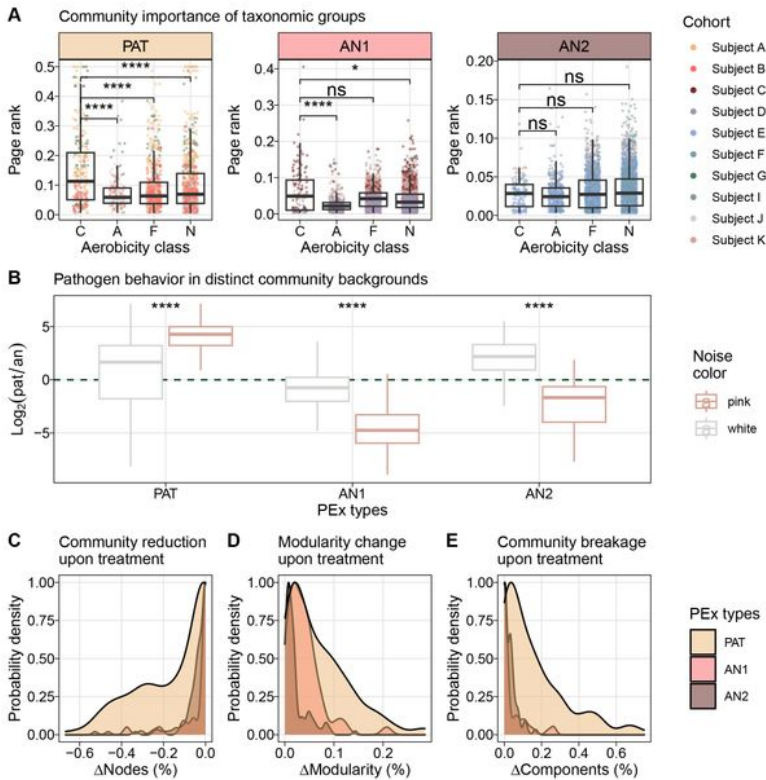 A Community importance of taxonomic groups
PAT
AN1
AN2
Page rank
0.5
0.4
0.3
0.2
0.1
0.0
****
****
****
C A F N
Aerobicity class
Page rank
0.4
0.3
0.2
0.1
0.0
*
ns
****
C A F N
Aerobicity class
Page rank
0.20
0.15
0.10
0.05
0.00
ns
ns
ns
C A F N
Aerobicity class
Cohort
Subject A
Subject B
Subject C
Subject D
Subject E
Subject F
Subject G
Subject I
Subject J
Subject K
B Pathogen behavior in distinct community backgrounds
Log2(pat/an)
5
0
−5
**** **** ****
PAT AN1 AN2
PEx types
Noise
color
pink
white
C Community reduction
upon treatment
Probability density
1.00
0.75
0.50
0.25
0.00
−0.6 −0.4 −0.2 0.0
ΔNodes (%)
D Modularity change
upon treatment
Probability density
1.00
0.75
0.50
0.25
0.00
0.0 0.1 0.2
ΔModularity (%)
E Community breakage
upon treatment
Probability density
1.00
0.75
0.50
0.25
0.00
0.0 0.2 0.4 0.6
ΔComponents (%)
PEx types
PAT
AN1
AN2